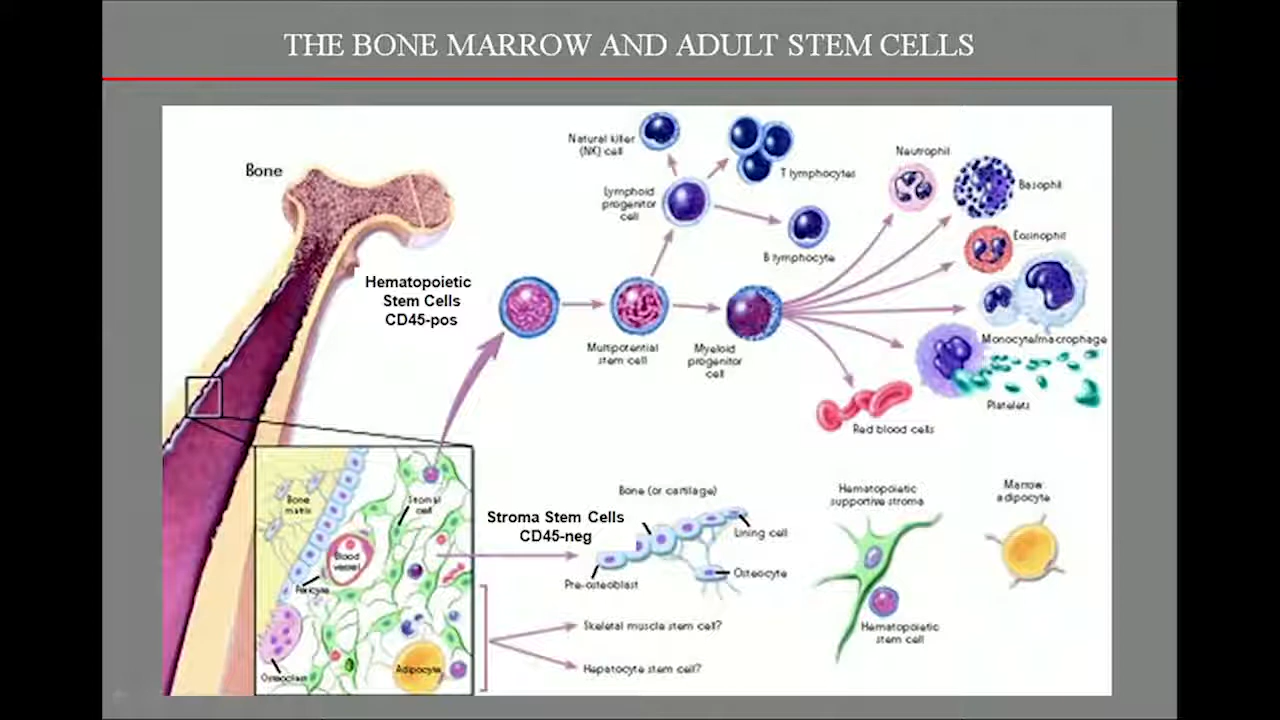 THE BONE MARROW AND ADULT STEM CELLS
Bone
Natural killer
(NK) cell
T lymphocytes
Lymphoid
progenitor
cell
B lymphocyte
Neutrophil
Basophil
Eosinophil
Hematopoietic
Stem Cells
CD45-pos
Multipotential
stem cell
Myeloid
progenitor
cell
Monocyte/macrophage
Platelets
Red blood cells
Bone
matrix
Stromal
cell
Blood
vessel
Pericyte
Adipocyte
Osteoclast
Stroma Stem Cells
CD45-neg
Bone (or cartilage)
Lining cell
Pre-osteoblast
Osteocyte
Skeletal muscle stem cell?
Hepatocyte stem cell?
Hematopoietic
supportive stroma
Hematopoietic
stem cell
Marrow
adipocyte